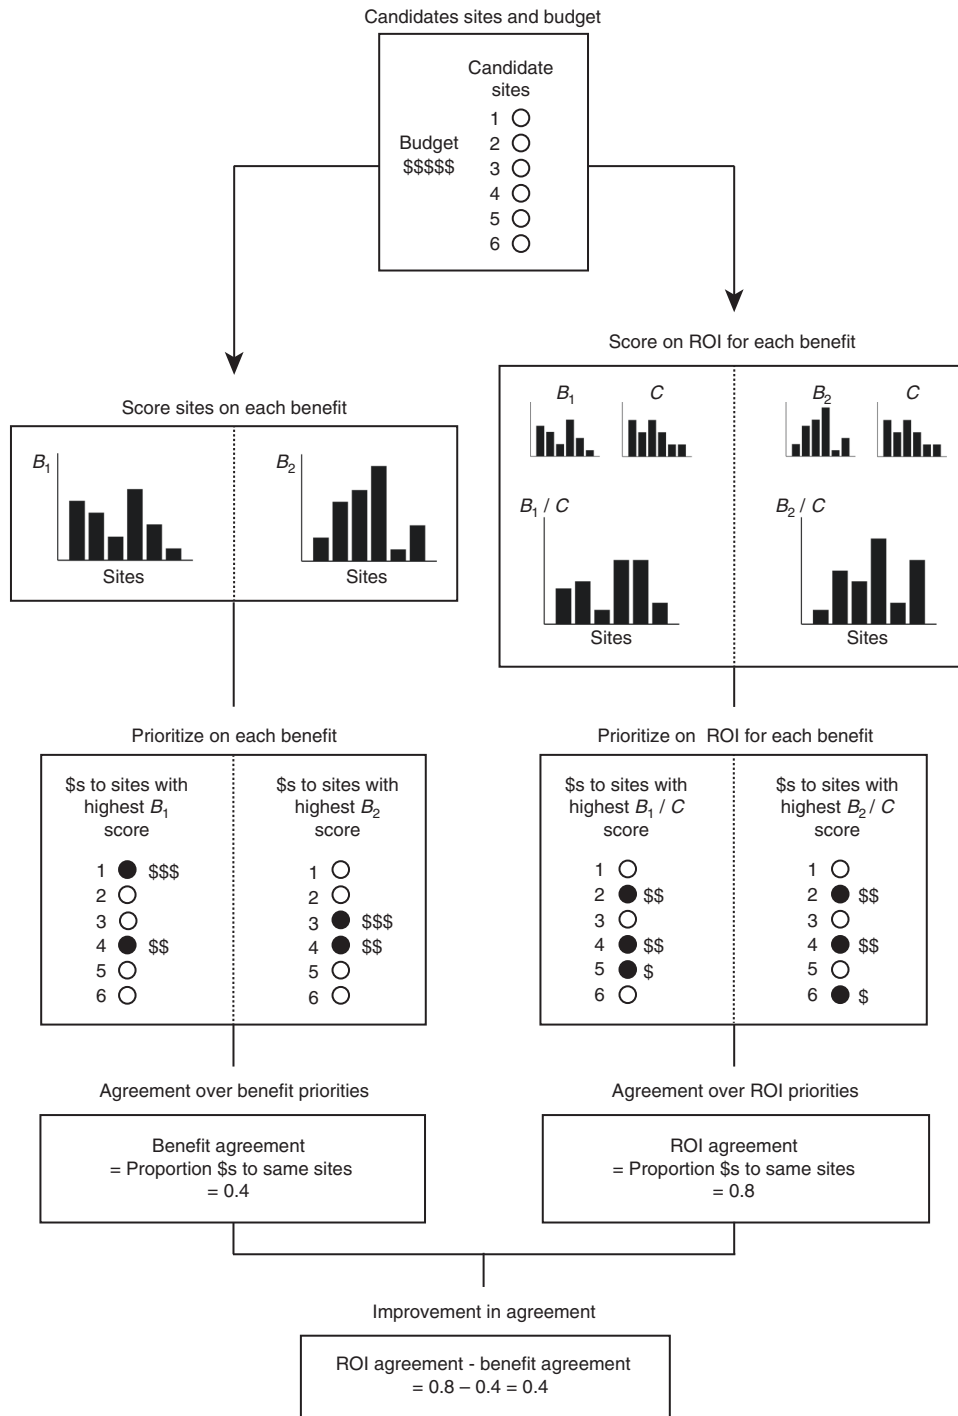 Candidates sites and budget
Candidate
sites
Budget
$$$$$
1
2
3
4
5
6
Score sites on each benefit
B1
Sites
B2
Sites
Score on ROI for each benefit
B1
C
B2
C
B1 / C
Sites
B2 / C
Sites
Prioritize on each benefit
$s to sites with
highest B1
score
1 $$$
2
3
4 $$
5
6
$s to sites with
highest B2
score
1
2
3 $$$
4 $$
5
6
Prioritize on ROI for each benefit
$s to sites with
highest B1 / C
score
1
2 $$
3
4 $$
5 $
6
$s to sites with
highest B2 / C
score
1
2 $$
3
4 $$
5
6 $
Agreement over benefit priorities
Benefit agreement
= Proportion $s to same sites
= 0.4
Agreement over ROI priorities
ROI agreement
= Proportion $s to same sites
= 0.8
Improvement in agreement
ROI agreement - benefit agreement
= 0.8 – 0.4 = 0.4